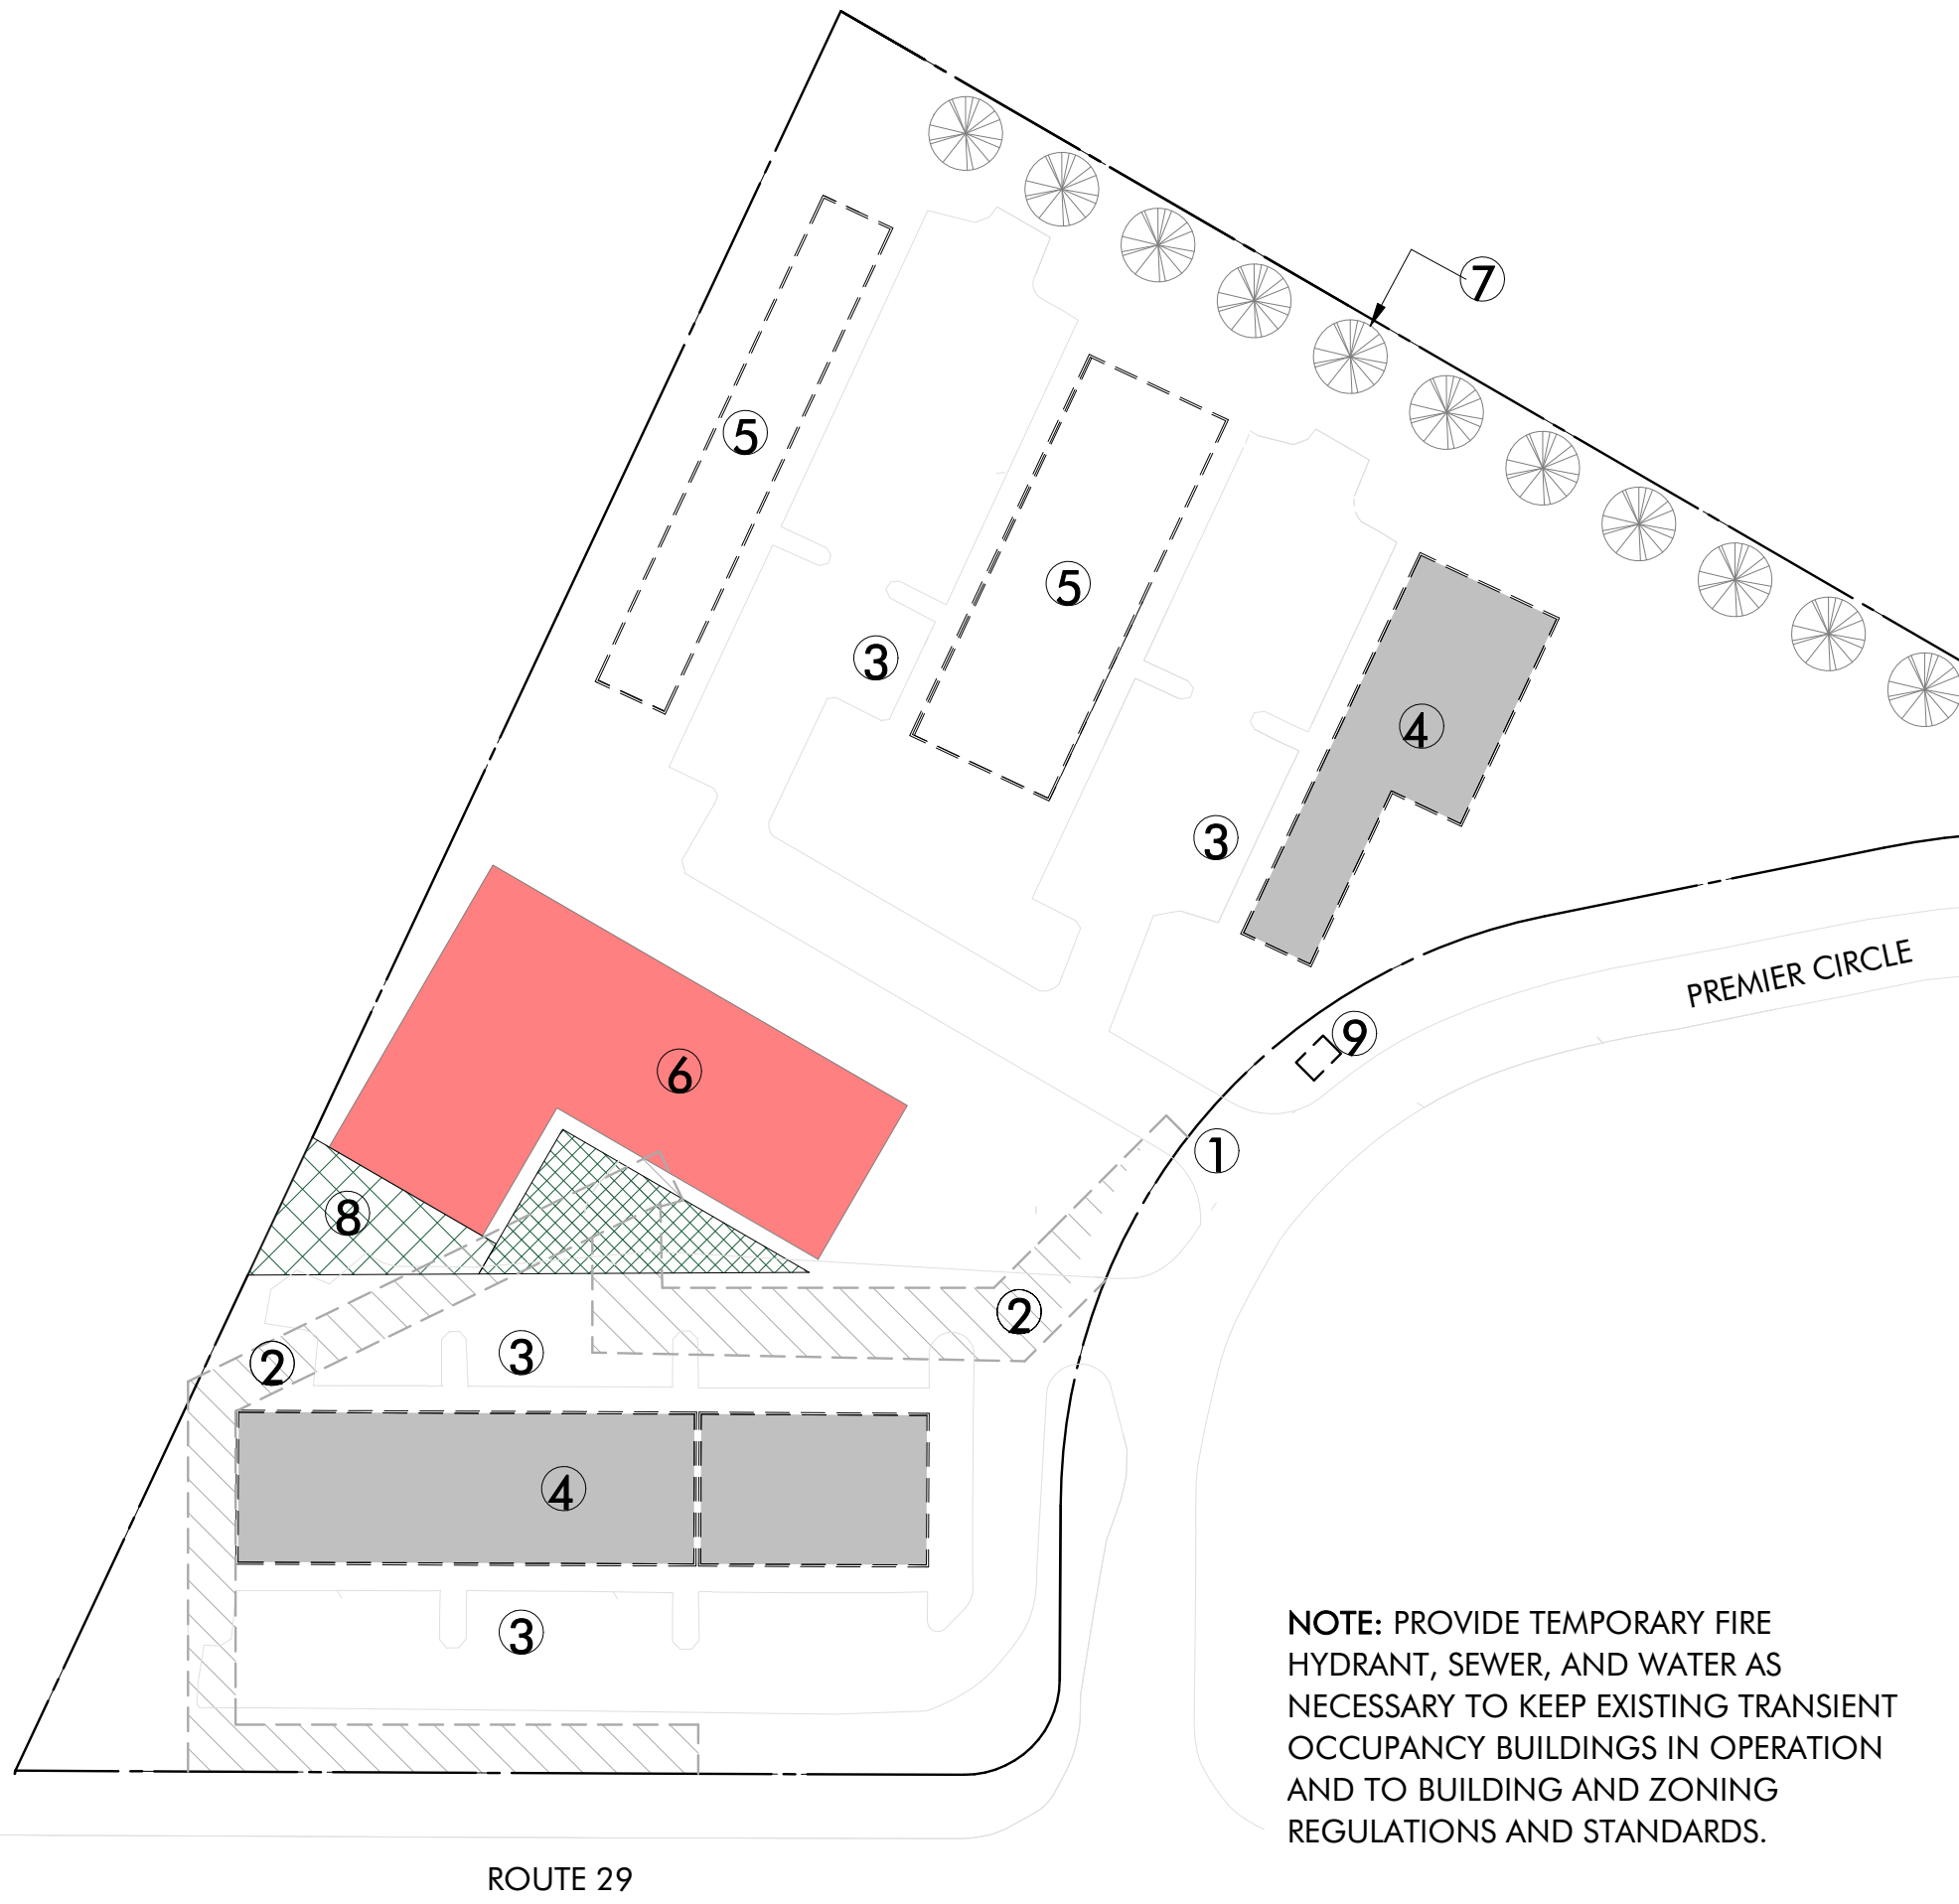 7
5
5
3
4
3
PREMIER CIRCLE
9
6
1
8
2
3
2
4
3
NOTE: PROVIDE TEMPORARY FIRE
HYDRANT, SEWER, AND WATER AS
NECESSARY TO KEEP EXISTING TRANSIENT
OCCUPANCY BUILDINGS IN OPERATION
AND TO BUILDING AND ZONING
REGULATIONS AND STANDARDS.
ROUTE 29